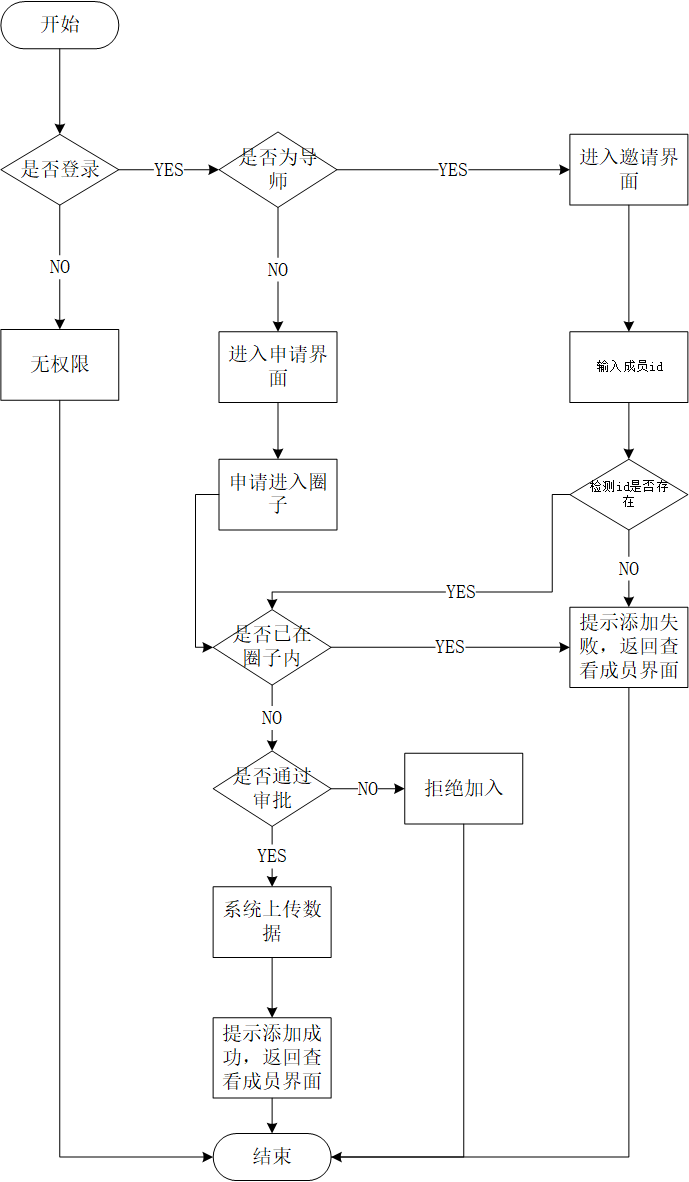 开始
是否登录
YES
是否为导
师
YES
进入邀请界
面
NO
NO
无权限
进入申请界
面
输入成员id
申请进入圈
子
检测id是否存
在
YES
NO
是否已在
圈子内
YES
提示添加失
败，返回查
看成员界面
NO
是否通过
审批
NO
拒绝加入
YES
系统上传数
据
提示添加成
功，返回查
看成员界面
结束